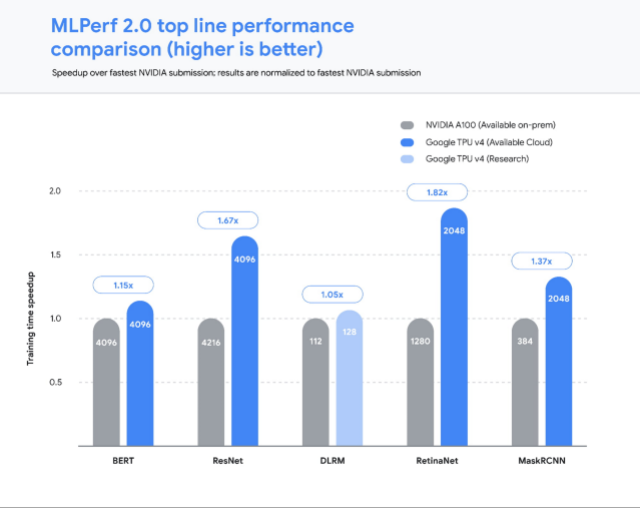 MLPerf 2.0 top line performance
comparison (higher is better)
Speedup over fastest NVIDIA submission; results are normalized to fastest NVIDIA submission
NVIDIA A100 (Available on-prem)
Google TPU v4 (Available Cloud)
Google TPU v4 (Research)
Training time speedup
2.0
1.5
1.0
0.5
1.15x
4096
4096
BERT
1.67x
4216
4096
ResNet
1.05x
112
128
DLRM
1.82x
1280
2048
RetinaNet
1.37x
384
2048
MaskRCNN